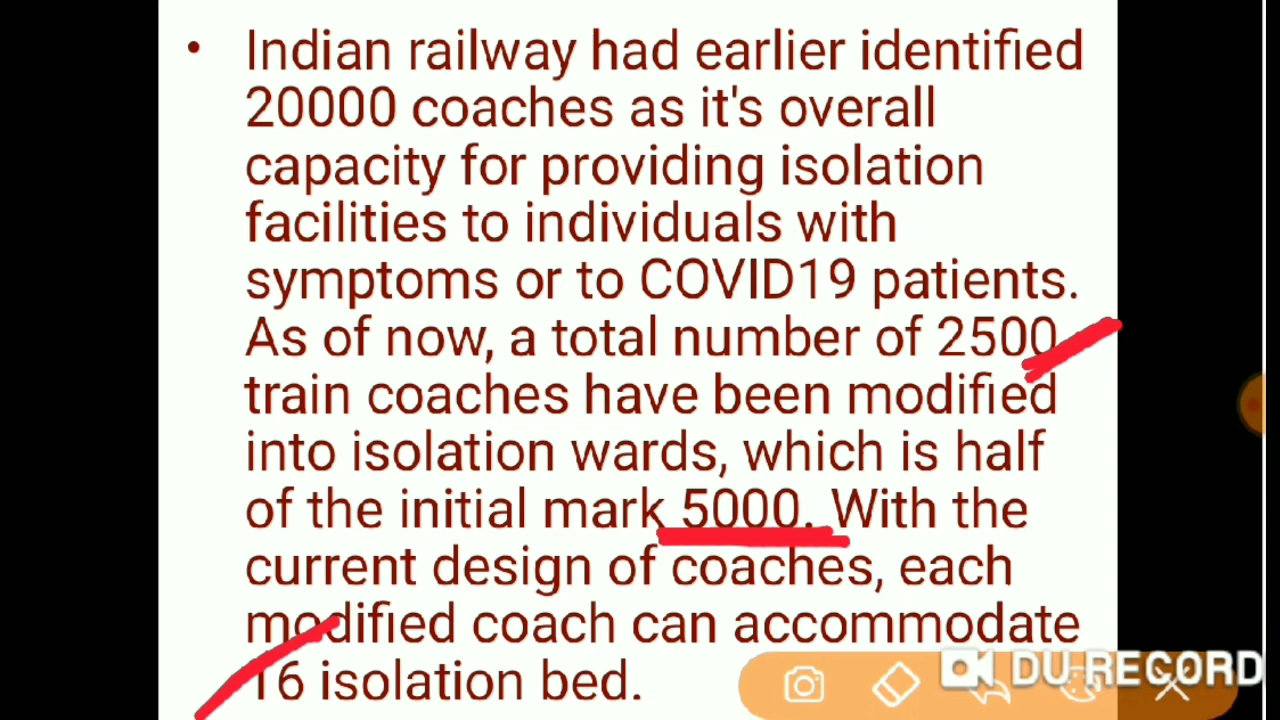 • Indian railway had earlier identified
20000 coaches as it's overall
capacity for providing isolation
facilities to individuals with
symptoms or to COVID19 patients.
As of now, a total number of 2500
train coaches have been modified
into isolation wards, which is half
of the initial mark 5000. With the
current design of coaches, each
modified coach can accommodate
16 isolation bed.
DU RECORD